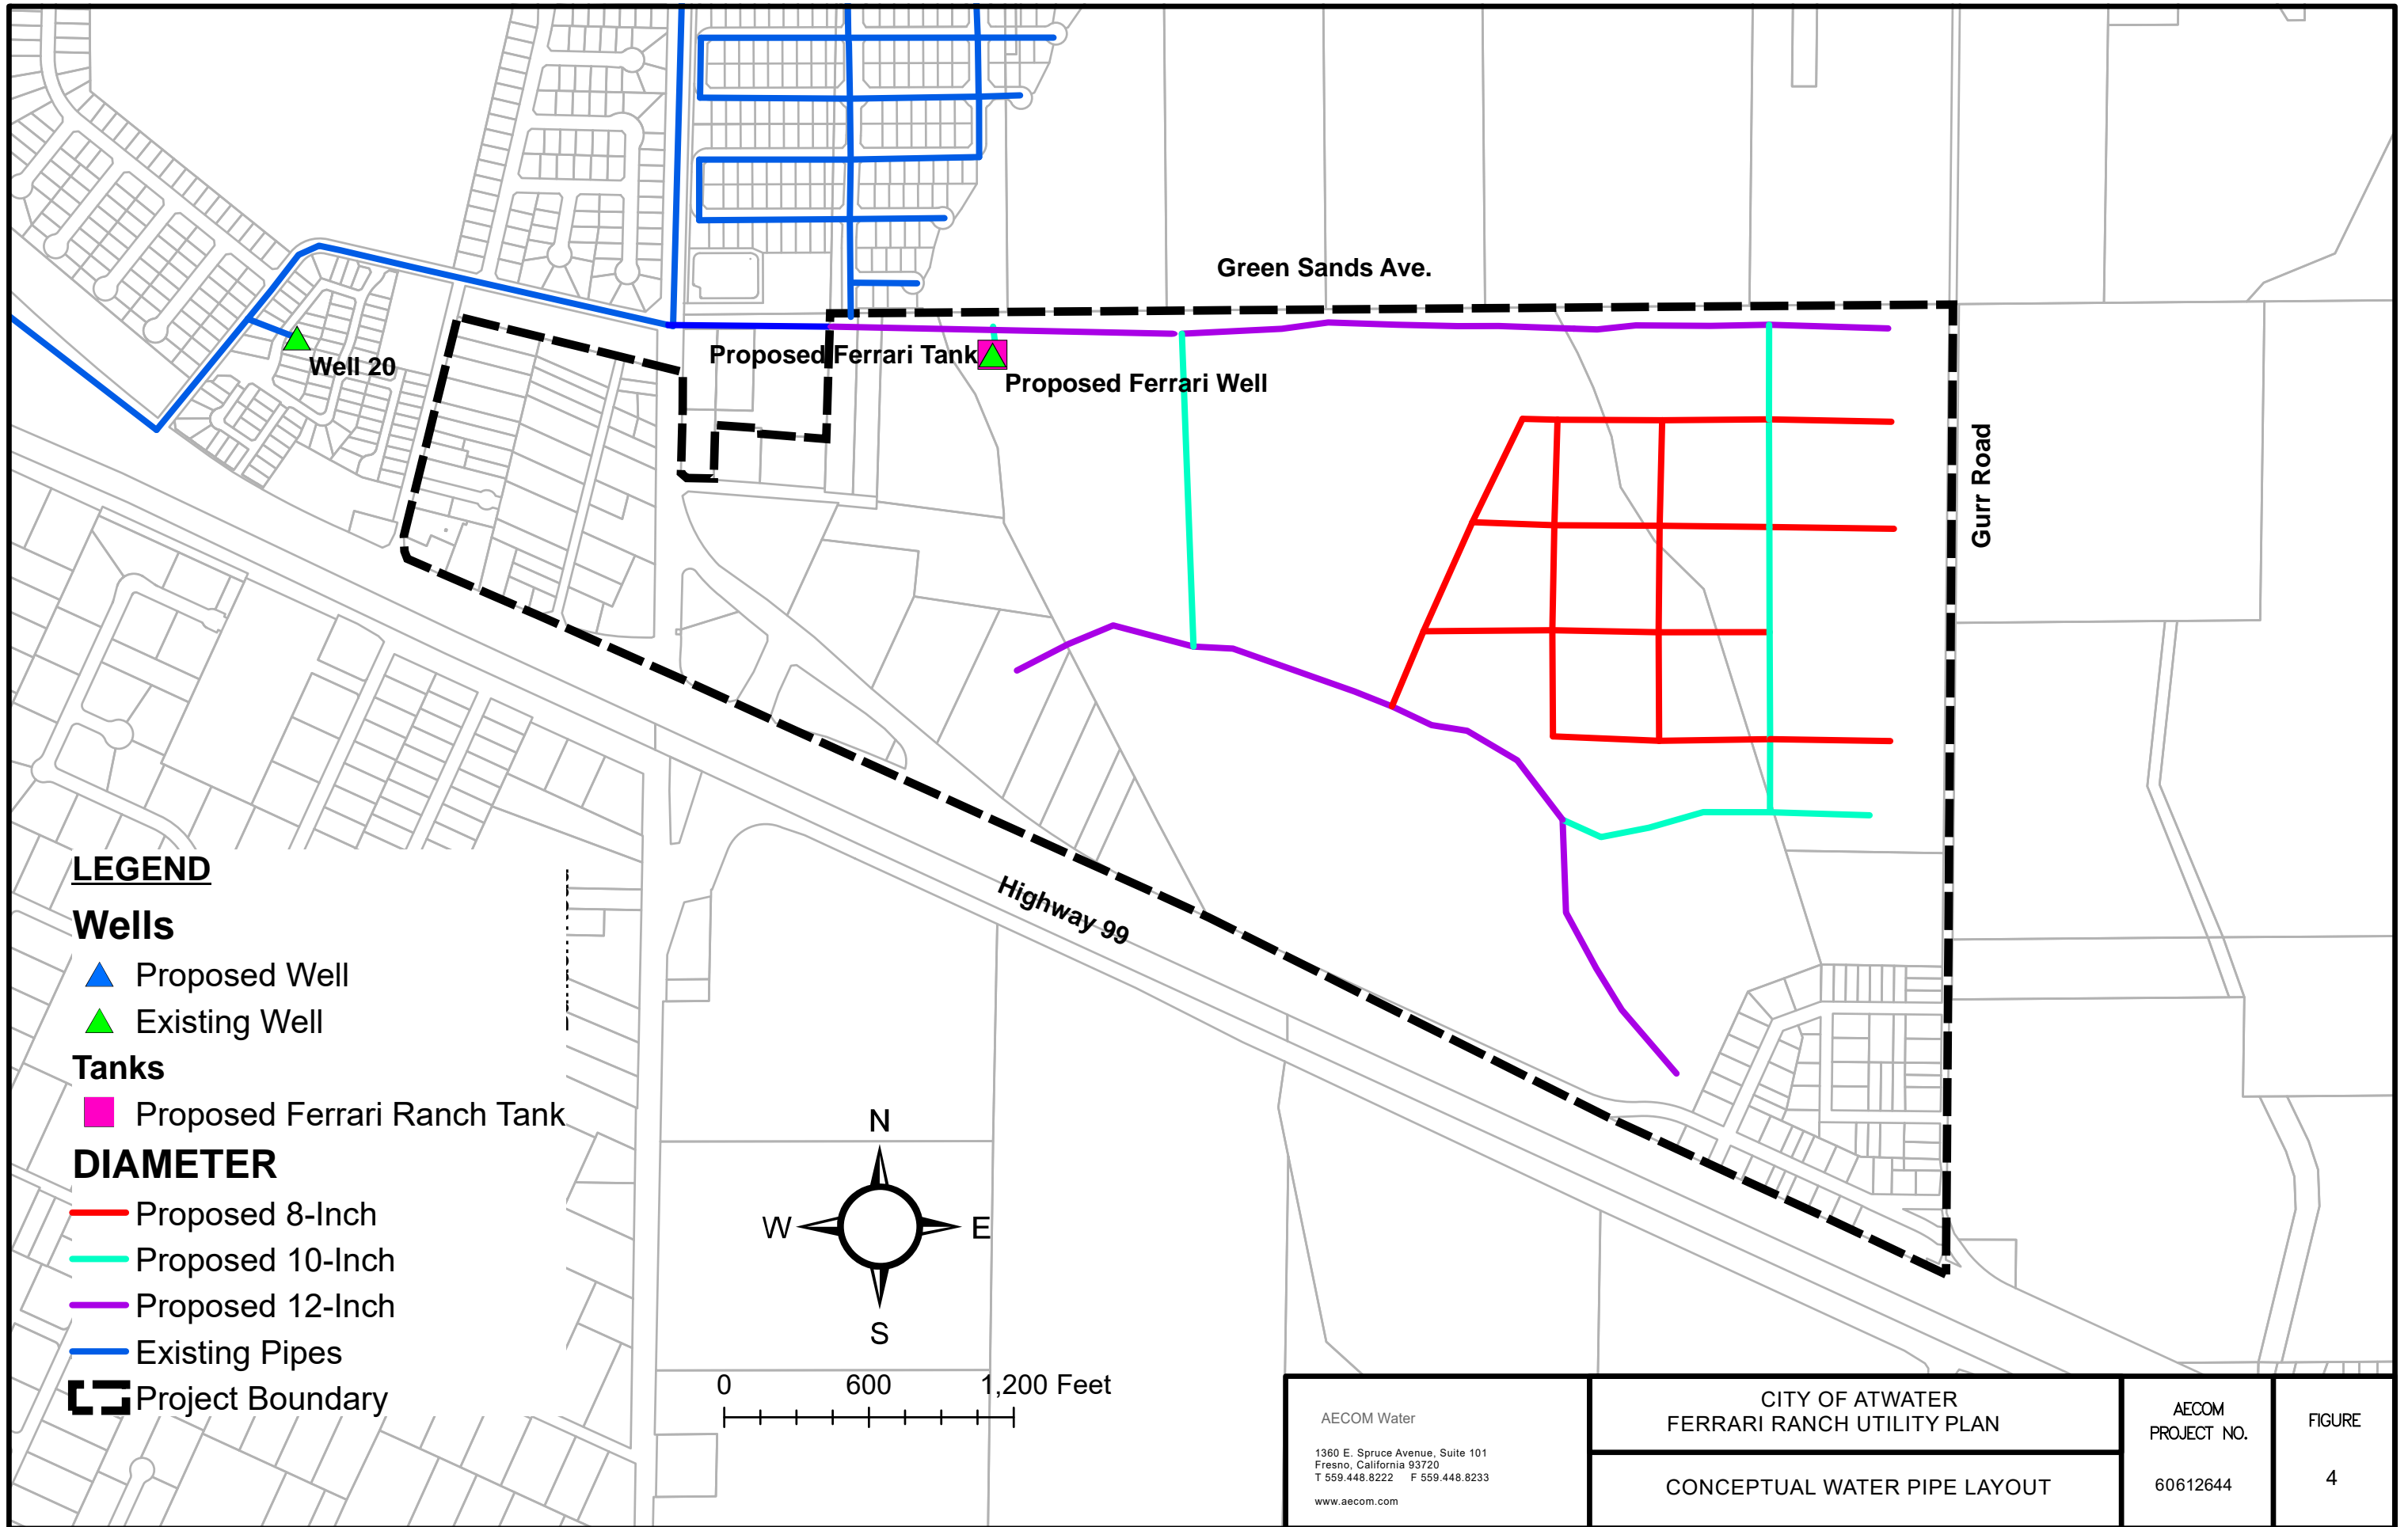 Green Sands Ave.
Proposed Ferrari Tank
Proposed Ferrari Well
Well 20
Gurr Road
Highway 99
LEGEND
Wells
Proposed Well
Existing Well
Tanks
Proposed Ferrari Ranch Tank
DIAMETER
Proposed 8-Inch
Proposed 10-Inch
Proposed 12-Inch
Existing Pipes
Project Boundary
N
W E
S
0 600 1,200 Feet
AECOM Water
1360 E. Spruce Avenue, Suite 101
Fresno, California 93720
T 559.448.8222 F 559.448.8233
www.aecom.com
CITY OF ATWATER
FERRARI RANCH UTILITY PLAN
CONCEPTUAL WATER PIPE LAYOUT
AECOM
PROJECT NO.
60612644
FIGURE
4